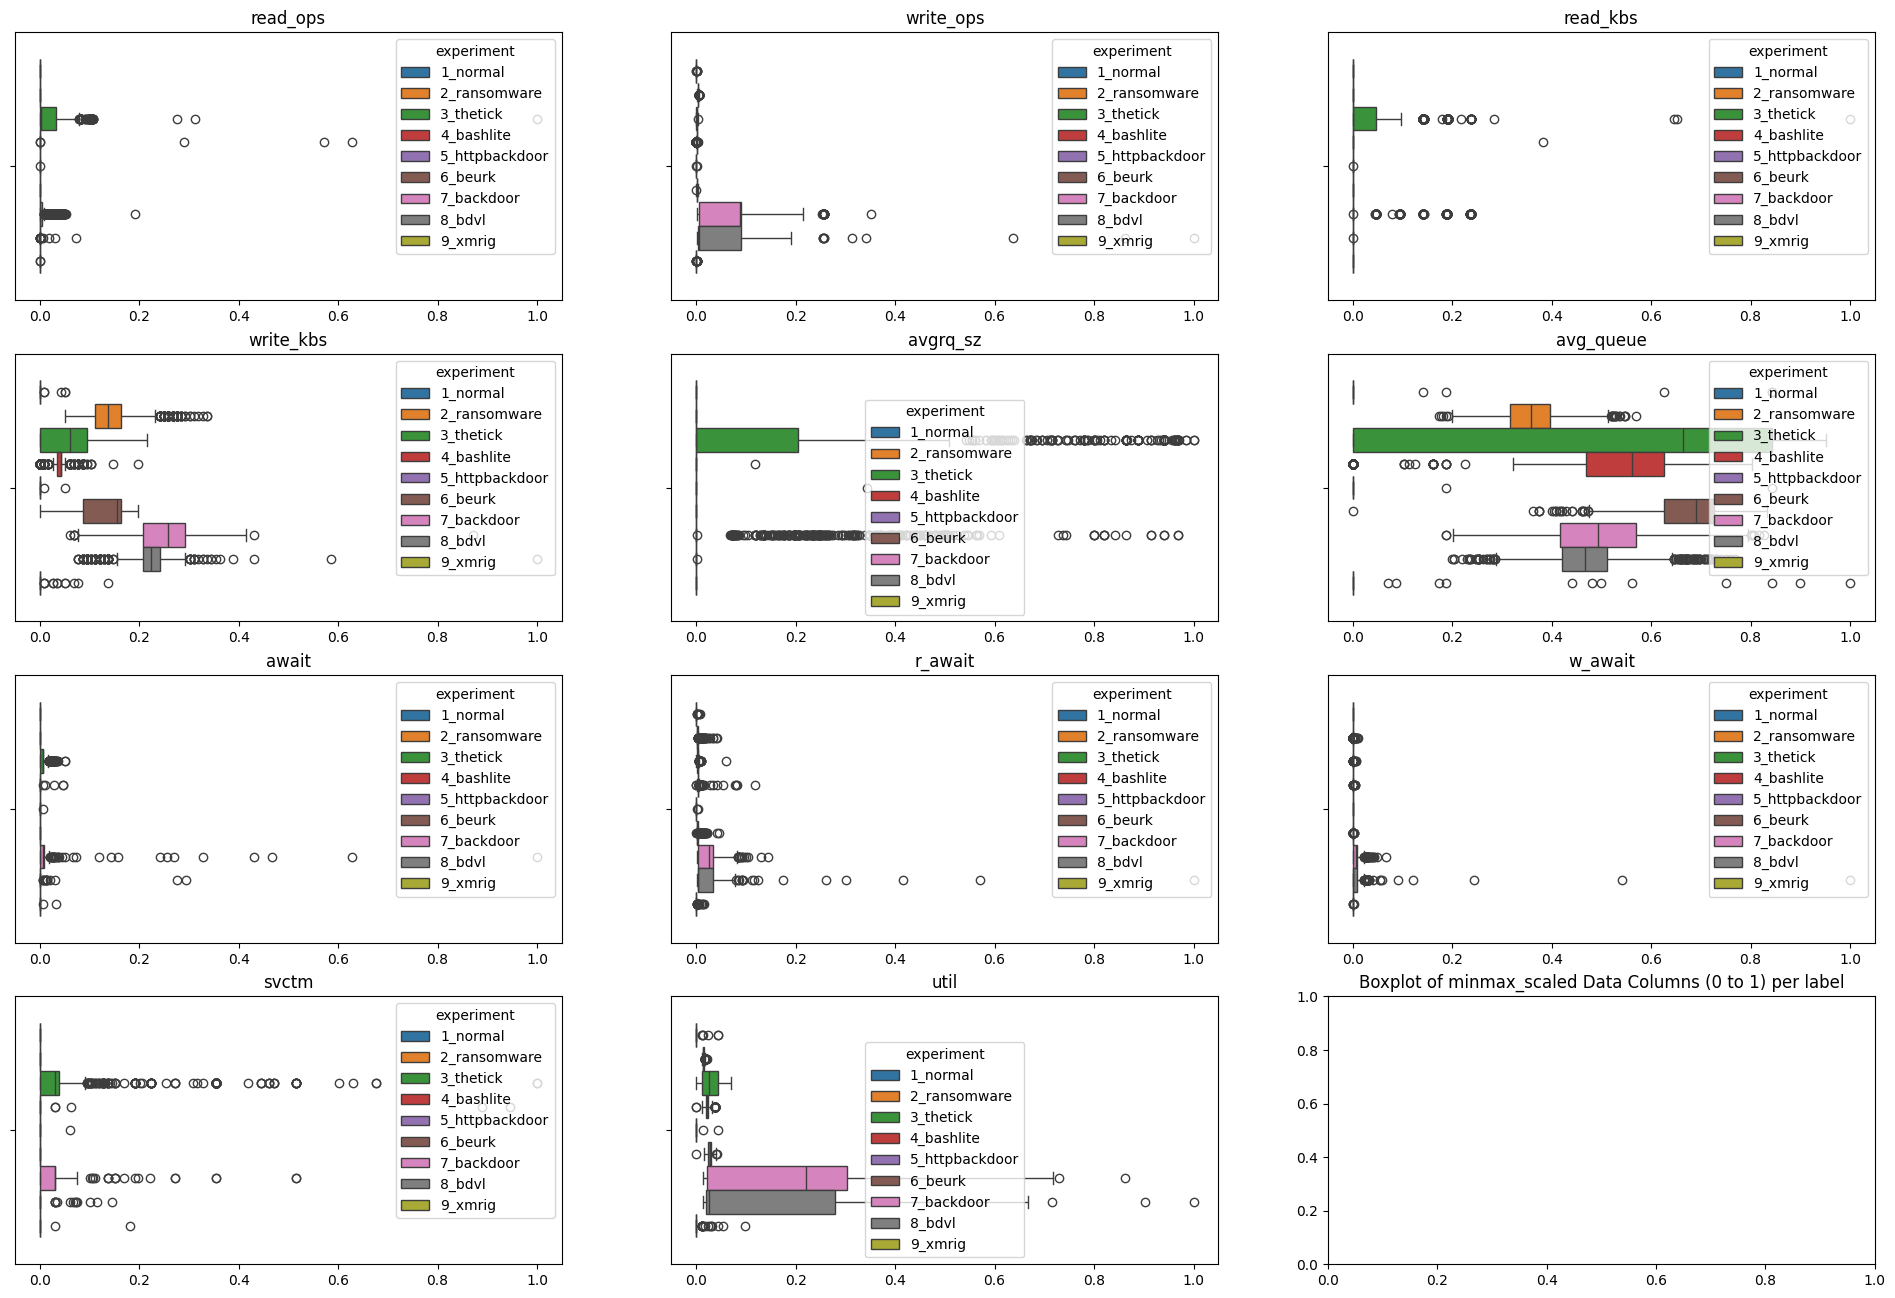 read_ops
experiment
1_normal
2_ransomware
3_thetick
4_bashlite
5_httpbackdoor
6_beurk
7_backdoor
8_bdvl
9_xmrig
0.0 0.2 0.4 0.6 0.8 1.0
write_ops
experiment
1_normal
2_ransomware
3_thetick
4_bashlite
5_httpbackdoor
6_beurk
7_backdoor
8_bdvl
9_xmrig
0.0 0.2 0.4 0.6 0.8 1.0
read_kbs
experiment
1_normal
2_ransomware
3_thetick
4_bashlite
5_httpbackdoor
6_beurk
7_backdoor
8_bdvl
9_xmrig
0.0 0.2 0.4 0.6 0.8 1.0
write_kbs
experiment
1_normal
2_ransomware
3_thetick
4_bashlite
5_httpbackdoor
6_beurk
7_backdoor
8_bdvl
9_xmrig
0.0 0.2 0.4 0.6 0.8 1.0
avgrq_sz
experiment
1_normal
2_ransomware
3_thetick
4_bashlite
5_httpbackdoor
6_beurk
7_backdoor
8_bdvl
9_xmrig
0.0 0.2 0.4 0.6 0.8 1.0
avg_queue
experiment
1_normal
2_ransomware
3_thetick
4_bashlite
5_httpbackdoor
6_beurk
7_backdoor
8_bdvl
9_xmrig
0.0 0.2 0.4 0.6 0.8 1.0
await
experiment
1_normal
2_ransomware
3_thetick
4_bashlite
5_httpbackdoor
6_beurk
7_backdoor
8_bdvl
9_xmrig
0.0 0.2 0.4 0.6 0.8 1.0
r_await
experiment
1_normal
2_ransomware
3_thetick
4_bashlite
5_httpbackdoor
6_beurk
7_backdoor
8_bdvl
9_xmrig
0.0 0.2 0.4 0.6 0.8 1.0
w_await
experiment
1_normal
2_ransomware
3_thetick
4_bashlite
5_httpbackdoor
6_beurk
7_backdoor
8_bdvl
9_xmrig
0.0 0.2 0.4 0.6 0.8 1.0
svctm
experiment
1_normal
2_ransomware
3_thetick
4_bashlite
5_httpbackdoor
6_beurk
7_backdoor
8_bdvl
9_xmrig
0.0 0.2 0.4 0.6 0.8 1.0
util
experiment
1_normal
2_ransomware
3_thetick
4_bashlite
5_httpbackdoor
6_beurk
7_backdoor
8_bdvl
9_xmrig
0.0 0.2 0.4 0.6 0.8 1.0
Boxplot of minmax_scaled Data Columns (0 to 1) per label
1.0
0.8
0.6
0.4
0.2
0.0
0.0 0.2 0.4 0.6 0.8 1.0